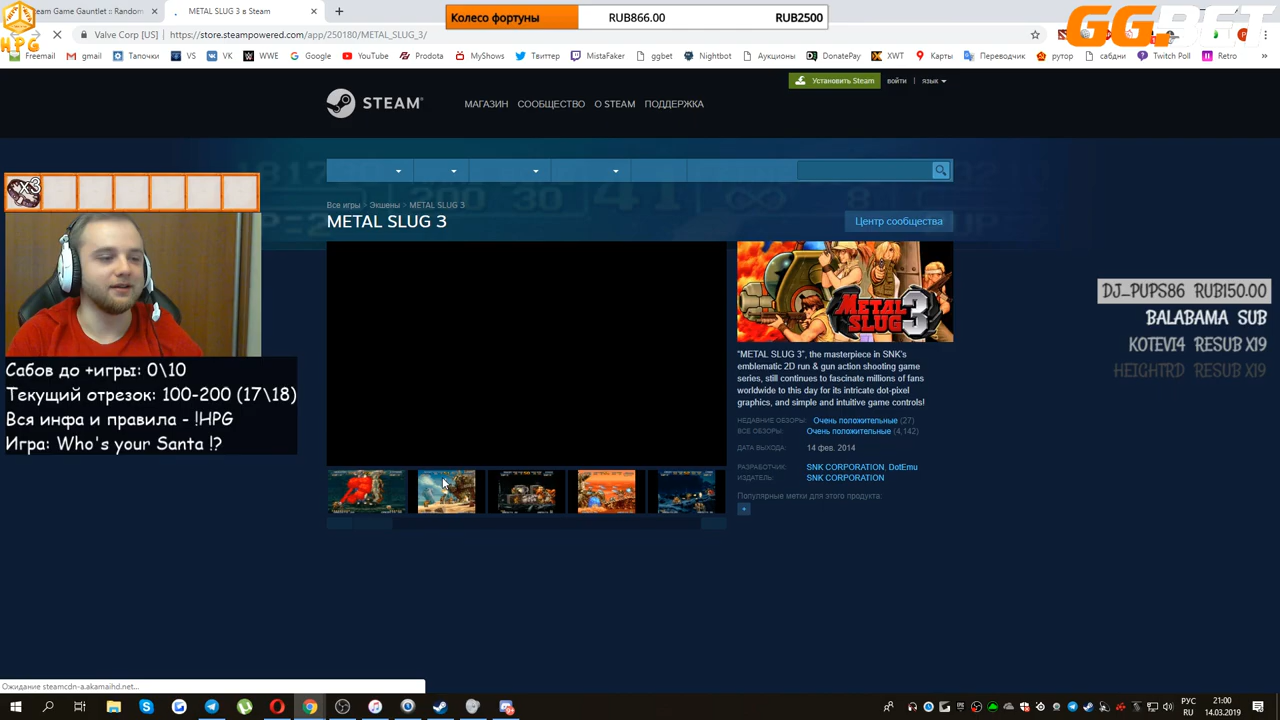 Steam Game Gauntlet :: Random
METAL SLUG 3 в Steam
Колесо фортуны RUB866.00 RUB2500
GG.BET
HPG
Valve Corp [US] | https://store.steampowered.com/app/250180/METAL_SLUG_3/
Freemail gmail Тапочки VS VK WWE Google YouTube Prodota MyShows Твиттер MistaFaker ggbet Nightbot Аукционы DonatePay XWT Карты Переводчик рутор сабдни Twitch Poll Retro
Установить Steam войти | язык
STEAM
МАГАЗИН СООБЩЕСТВО О STEAM ПОДДЕРЖКА
x3
Все игры > Экшены > METAL SLUG 3
METAL SLUG 3
Центр сообщества
METAL SLUG 3
"METAL SLUG 3", the masterpiece in SNK's
emblematic 2D run & gun action shooting game
series, still continues to fascinate millions of fans
worldwide to this day for its intricate dot-pixel
graphics, and simple and intuitive game controls!
НЕДАВНИЕ ОБЗОРЫ: Очень положительные (27)
ВСЕ ОБЗОРЫ: Очень положительные (4,142)
ДАТА ВЫХОДА: 14 фев. 2014
РАЗРАБОТЧИК: SNK CORPORATION, DotEmu
ИЗДАТЕЛЬ: SNK CORPORATION
Популярные метки для этого продукта:
+
DJ_PUPS86 RUB150.00
BALABAMA SUB
KOTEVI4 RESUB X19
HEIGHTRD RESUB X19
Сабов до +игры: 0\10
Текущий отрезок: 100-200 (17\18)
Вся инфа и правила - !HPG
Игра: Who's your Santa !?
Ожидание steamcdn-a.akamaihd.net...
РУС
RU
21:00
14.03.2019